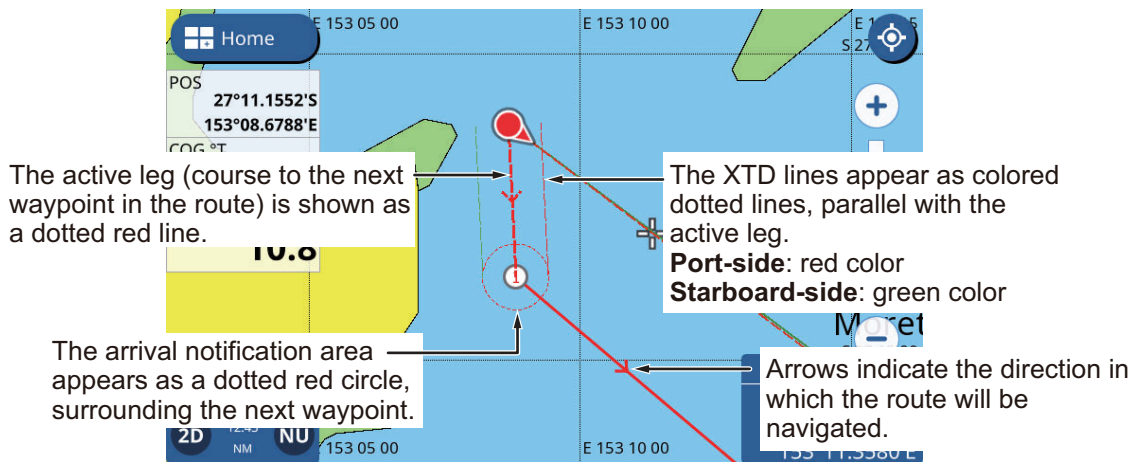 E 153 05 00
E 153 10 00
Home
POS
27°11.1552'S
153°08.6788'E
COG °T
The active leg (course to the next
waypoint in the route) is shown as
a dotted red line.
10.8
The XTD lines appear as colored
dotted lines, parallel with the
active leg.
Port-side: red color
Starboard-side: green color
1
Moret
The arrival notification area
appears as a dotted red circle,
surrounding the next waypoint.
Arrows indicate the direction in
which the route will be
navigated.
2D
NM
NU
153 05 00
E 153 10 00